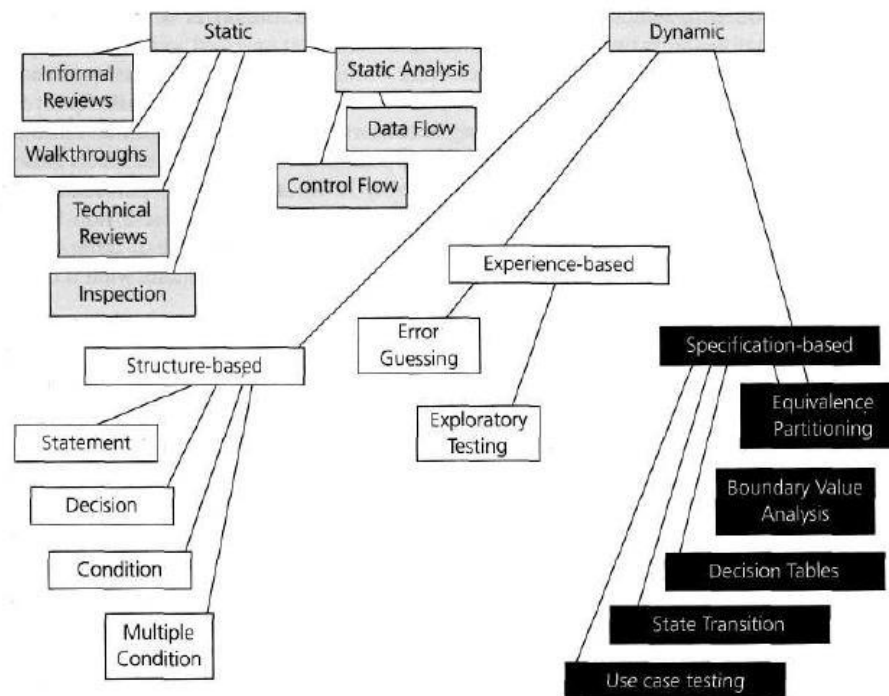 Static
Dynamic
Informal
Reviews
Static Analysis
Data Flow
Walkthroughs
Control Flow
Technical
Reviews
Inspection
Experience-based
Error
Guessing
Specification-based
Structure-based
Equivalence
Partitioning
Exploratory
Testing
Statement
Boundary Value
Analysis
Decision
Condition
Decision Tables
State Transition
Multiple
Condition
Use case testing